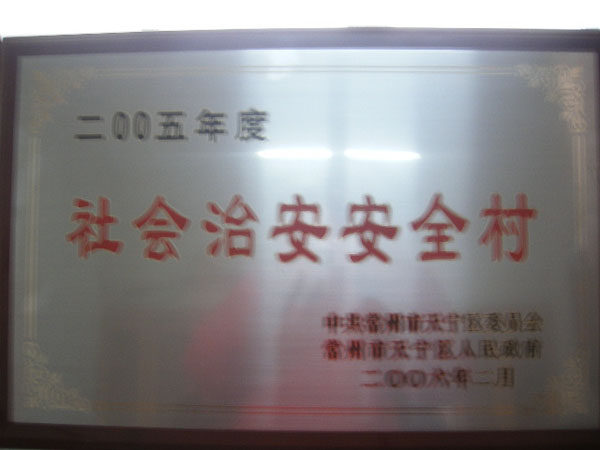 二00五年度
社会治安安全村
中共常州市天宁区委员会
常州市天宁区人民政府
二〇〇六年二月